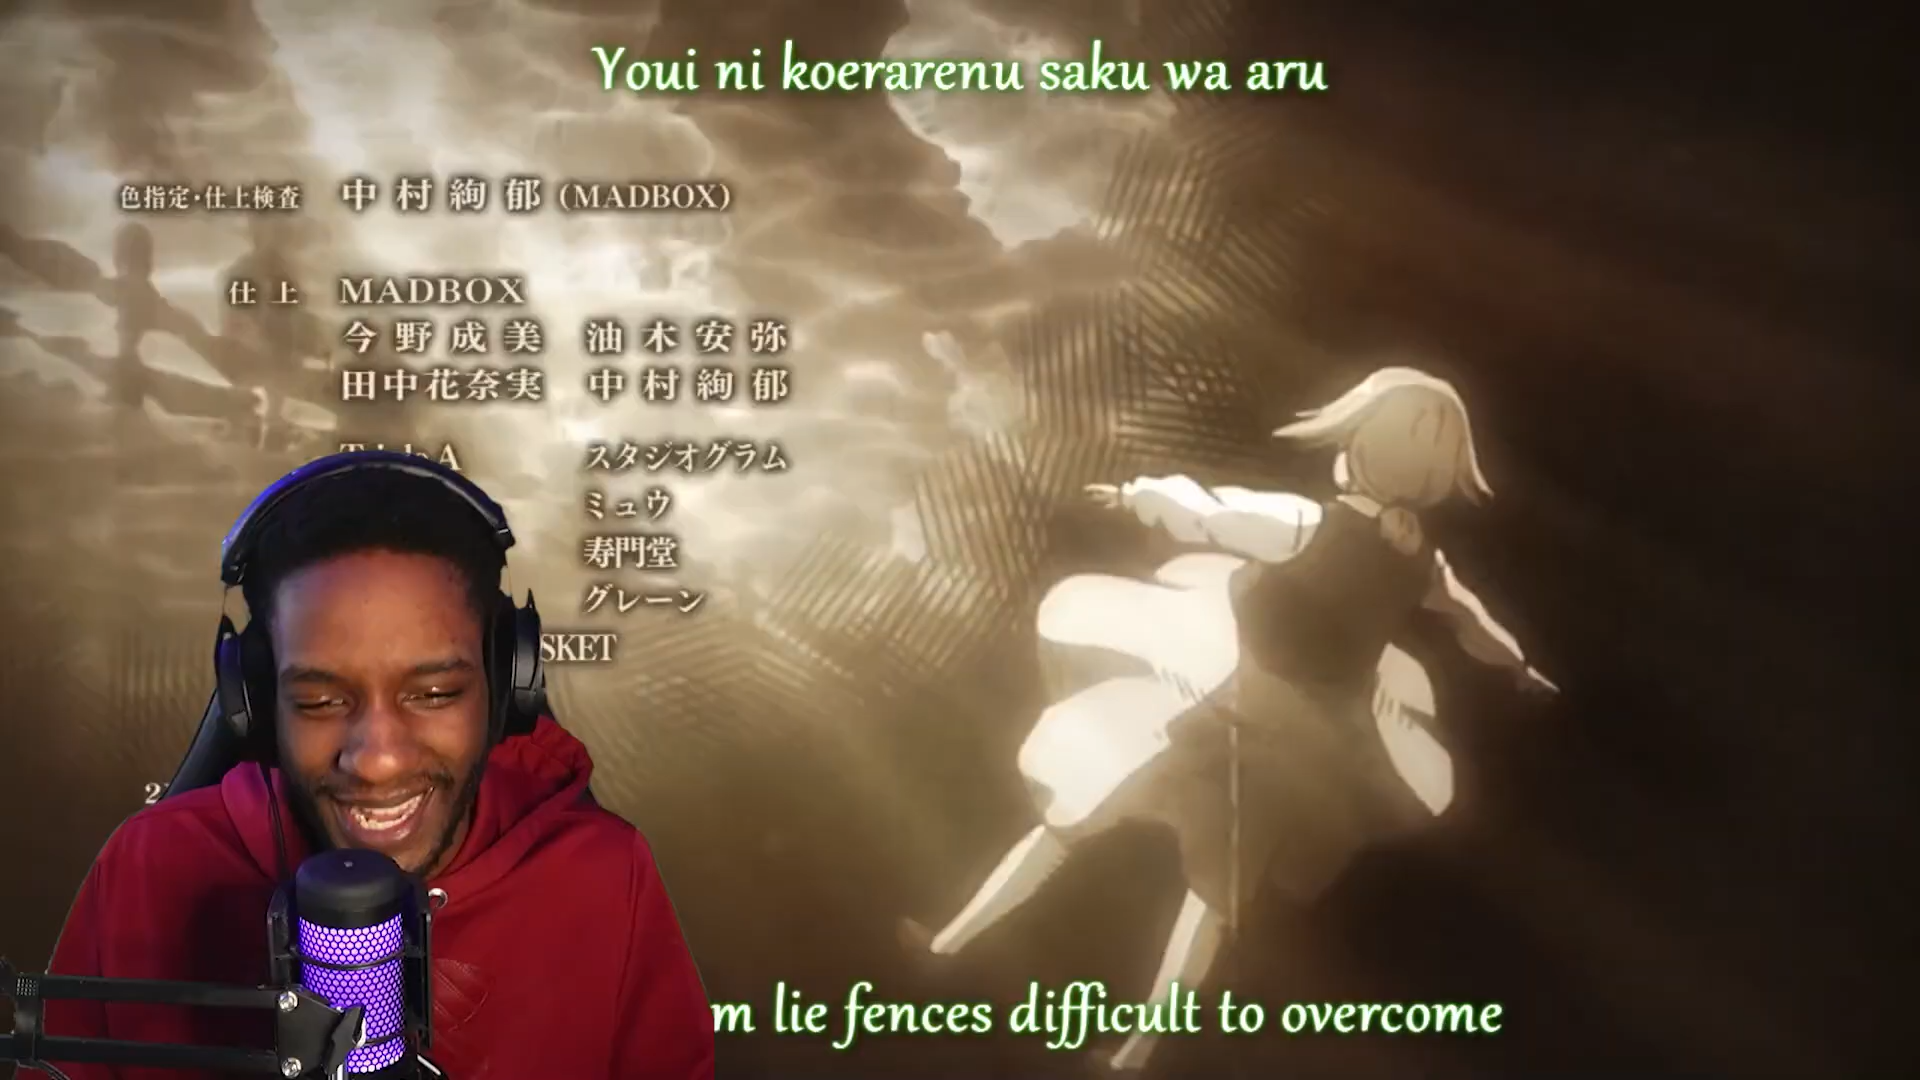 Youi ni koerarenu saku wa aru
色指定・仕上検査 中村絢郁 (MADBOX)
仕上 MADBOX
今野成美 油木安弥
田中花奈実 中村絢郁
スタジオグラム
ミュウ
寿門堂
グレーン
SKET
lie fences difficult to overcome